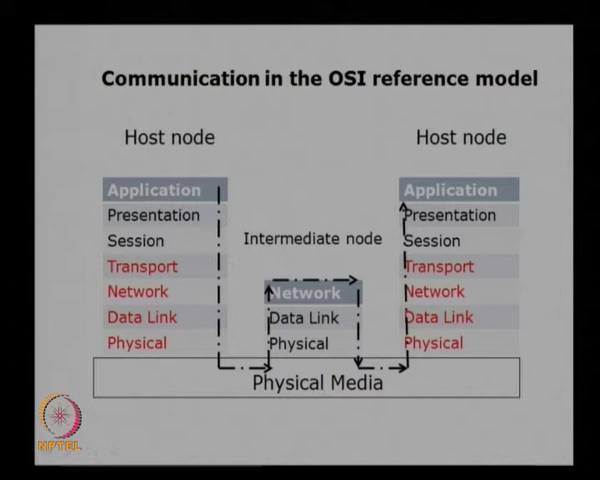 Communication in the OSI reference model
Host node
Host node
Application
Presentation
Session
Transport
Network
Data Link
Physical
Intermediate node
Network
Data Link
Physical
Application
Presentation
Session
Transport
Network
Data Link
Physical
Physical Media
NPTEL